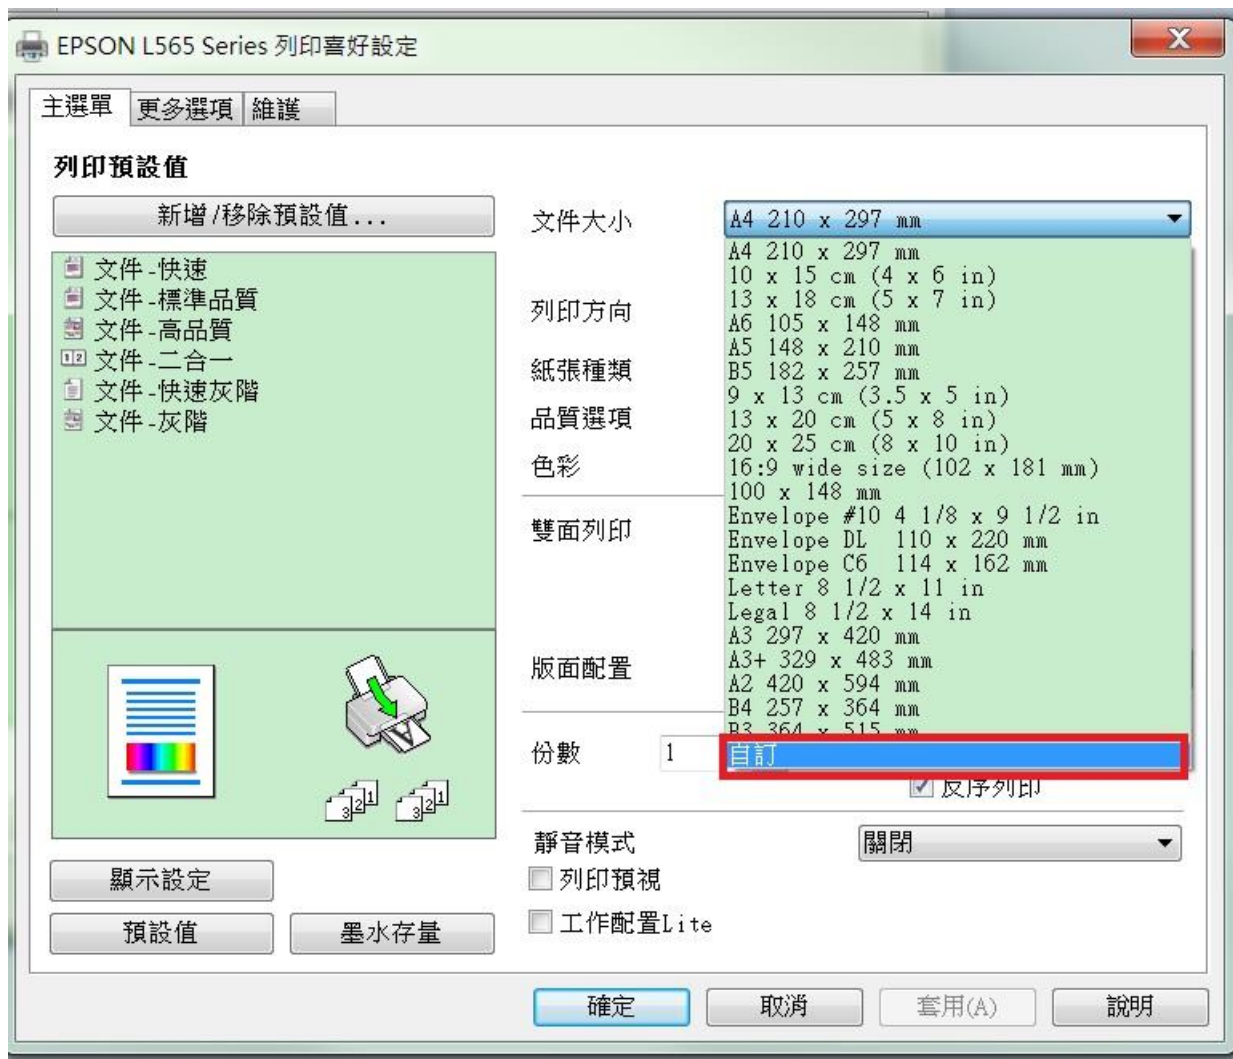 EPSON L565 Series 列印喜好設定
X
主選單 更多選項 維護
列印預設值
新增/移除預設值...
文件-快速
文件-標準品質
文件-高品質
12 文件-二合一
文件-快速灰階
文件-灰階
顯示設定
預設值 墨水存量
文件大小 A4 210 x 297 mm
A4 210 x 297 mm
10 x 15 cm (4 x 6 in)
13 x 18 cm (5 x 7 in)
A6 105 x 148 mm
A5 148 x 210 mm
B5 182 x 257 mm
9 x 13 cm (3.5 x 5 in)
13 x 20 cm (5 x 8 in)
20 x 25 cm (8 x 10 in)
16:9 wide size (102 x 181 mm)
100 x 148 mm
Envelope #10 4 1/8 x 9 1/2 in
Envelope DL 110 x 220 mm
Envelope C6 114 x 162 mm
Letter 8 1/2 x 11 in
Legal 8 1/2 x 14 in
A3 297 x 420 mm
A3+ 329 x 483 mm
A2 420 x 594 mm
B4 257 x 364 mm
B3 364 x 515 mm
自訂
列印方向
紙張種類
品質選項
色彩
雙面列印
版面配置
份數 1
反序列印
靜音模式 關閉
列印預視
工作配置Lite
確定 取消 套用(A) 說明